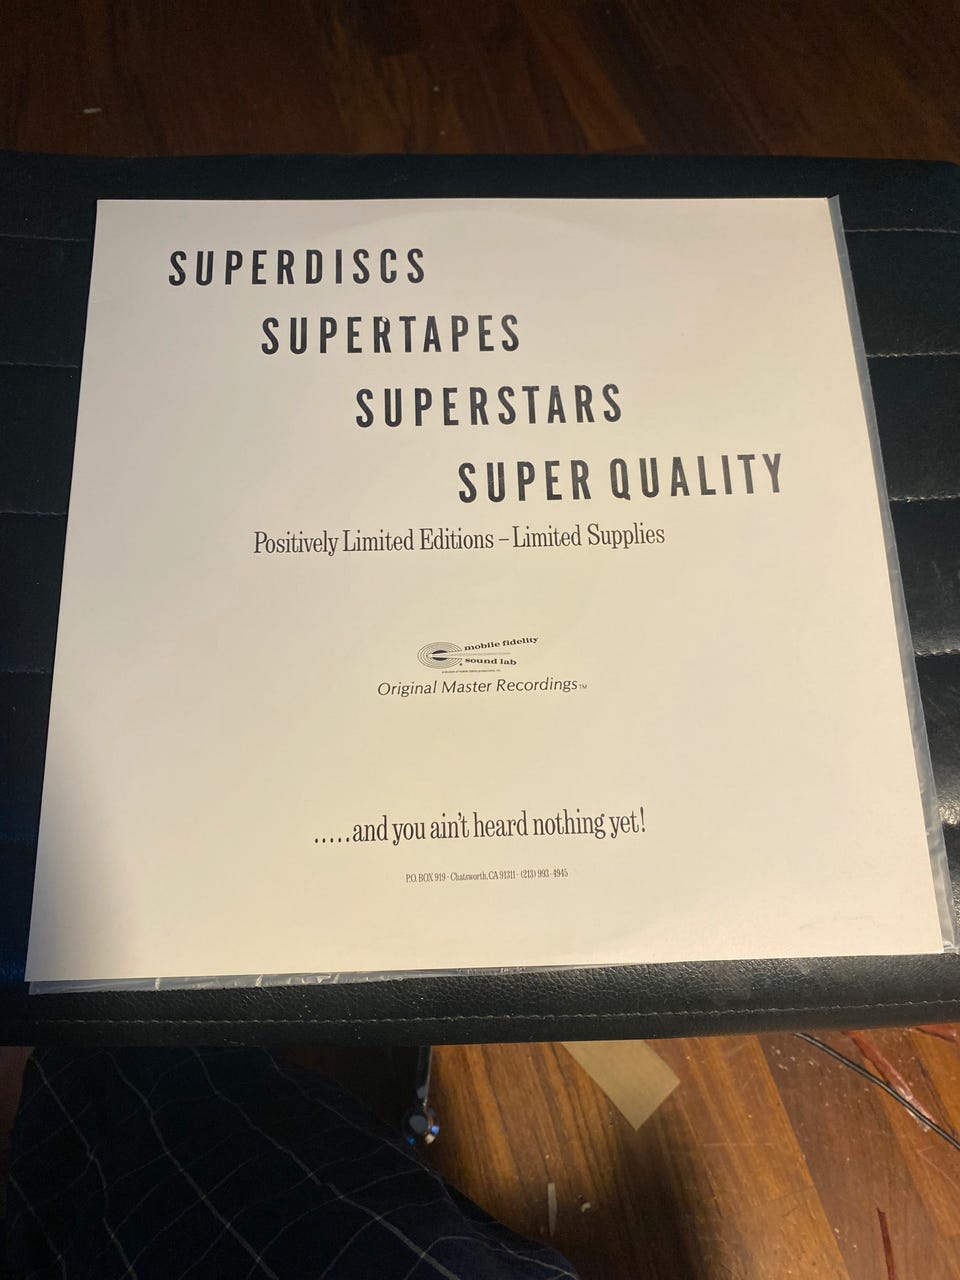 SUPERDISCS
SUPERTAPES
SUPERSTARS
SUPER QUALITY
Positively Limited Editions – Limited Supplies
mobile fidelity
sound lab
Original Master Recordings™
.....and you ain't heard nothing yet!
P.O. BOX 919 · Chatsworth, CA 91311 · (213) 993-4945